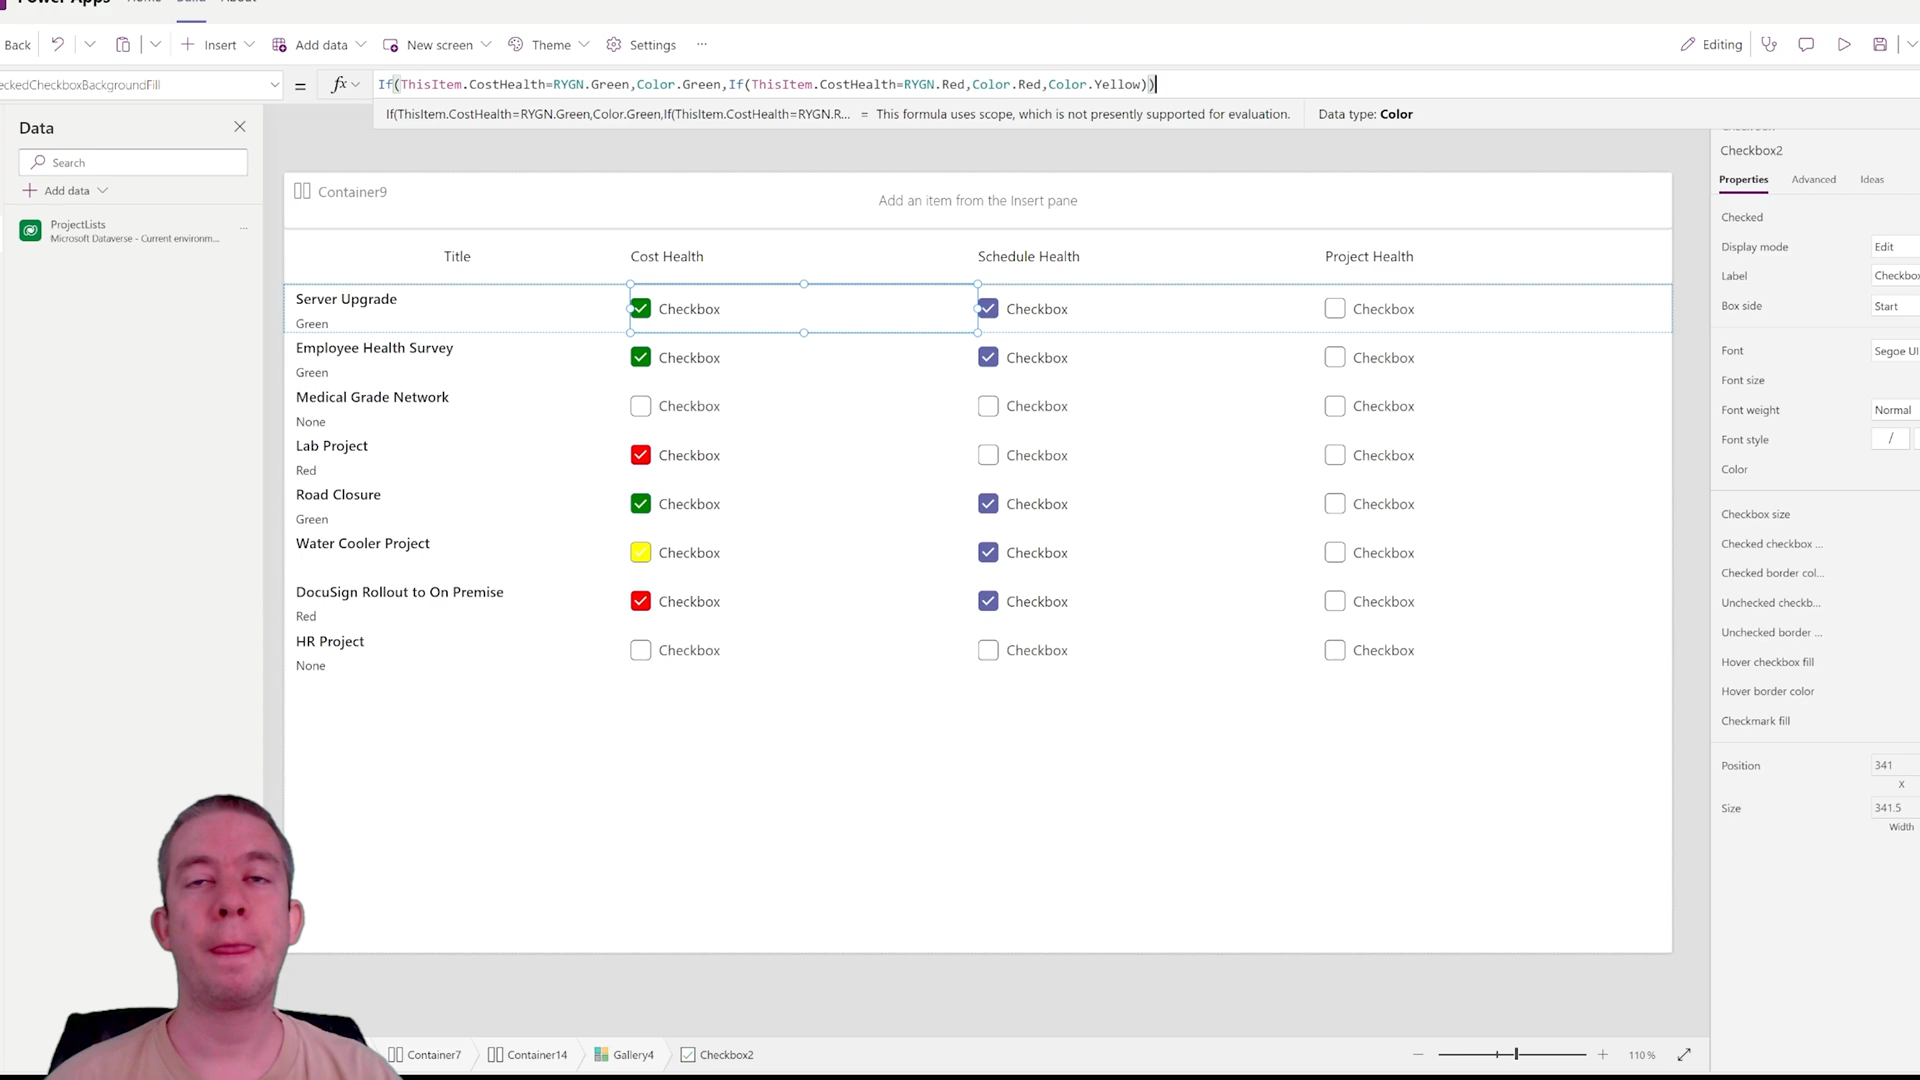 Power Apps Home Build About
Back Insert Add data New screen Theme Settings ... Editing
eckedCheckboxBackgroundFill = fx If(ThisItem.CostHealth=RYGN.Green,Color.Green,If(ThisItem.CostHealth=RYGN.Red,Color.Red,Color.Yellow))
If(ThisItem.CostHealth=RYGN.Green,Color.Green,If(ThisItem.CostHealth=RYGN.R... = This formula uses scope, which is not presently supported for evaluation. Data type: Color
Data
Search
Add data
ProjectLists
Microsoft Dataverse - Current environm...
...
Container9
Add an item from the Insert pane
Title Cost Health Schedule Health Project Health
Server Upgrade
Green
Checkbox Checkbox Checkbox
Employee Health Survey
Green
Checkbox Checkbox Checkbox
Medical Grade Network
None
Checkbox Checkbox Checkbox
Lab Project
Red
Checkbox Checkbox Checkbox
Road Closure
Green
Checkbox Checkbox Checkbox
Water Cooler Project
Checkbox Checkbox Checkbox
DocuSign Rollout to On Premise
Red
Checkbox Checkbox Checkbox
HR Project
None
Checkbox Checkbox Checkbox
Checkbox2
Properties Advanced Ideas
Checked
Display mode Edit
Label Checkbox
Box side Start
Font Segoe UI
Font size
Font weight Normal
Font style /
Color
Checkbox size
Checked checkbox ...
Checked border col...
Unchecked checkb...
Unchecked border ...
Hover checkbox fill
Hover border color
Checkmark fill
Position 341
X
Size 341.5
Width
Container7 Container14 Gallery4 Checkbox2
110 %